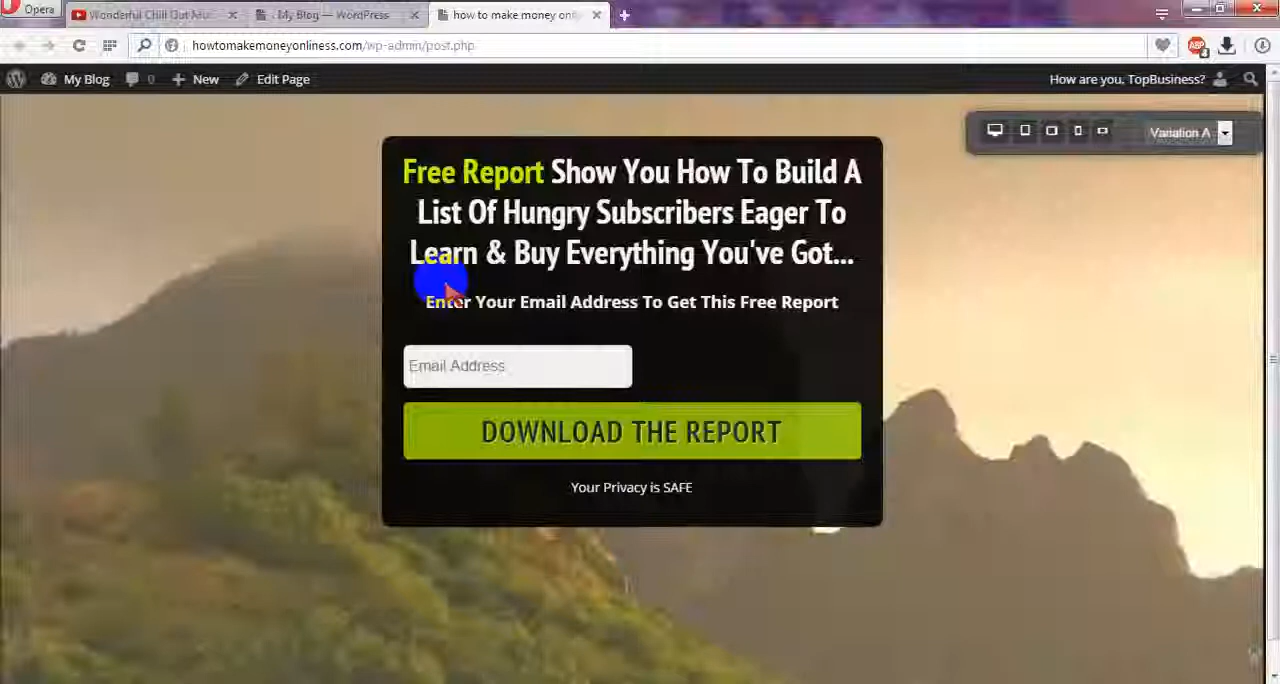 Opera
Wonderful Chill Out Mu
My Blog — WordPress
how to make money onli
howtomakemoneyonliness.com/wp-admin/post.php
ABP
My Blog
0
New
Edit Page
How are you, TopBusiness?
Variation A
Free Report Show You How To Build A
List Of Hungry Subscribers Eager To
Learn & Buy Everything You've Got...
Enter Your Email Address To Get This Free Report
Email Address
DOWNLOAD THE REPORT
Your Privacy is SAFE